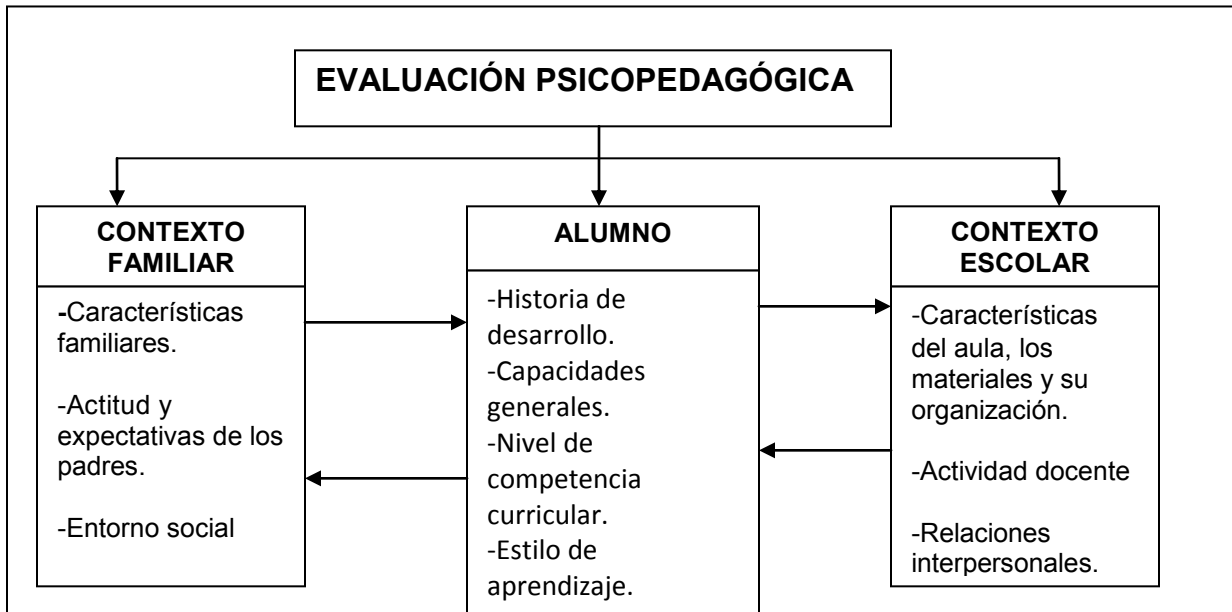 EVALUACIÓN PSICOPEDAGÓGICA
CONTEXTO
FAMILIAR
-Características
familiares.
-Actitud y
expectativas de los
padres.
-Entorno social
ALUMNO
-Historia de
desarrollo.
-Capacidades
generales.
-Nivel de
competencia
curricular.
-Estilo de
aprendizaje.
CONTEXTO
ESCOLAR
-Características
del aula, los
materiales y su
organización.
-Actividad docente
-Relaciones
interpersonales.